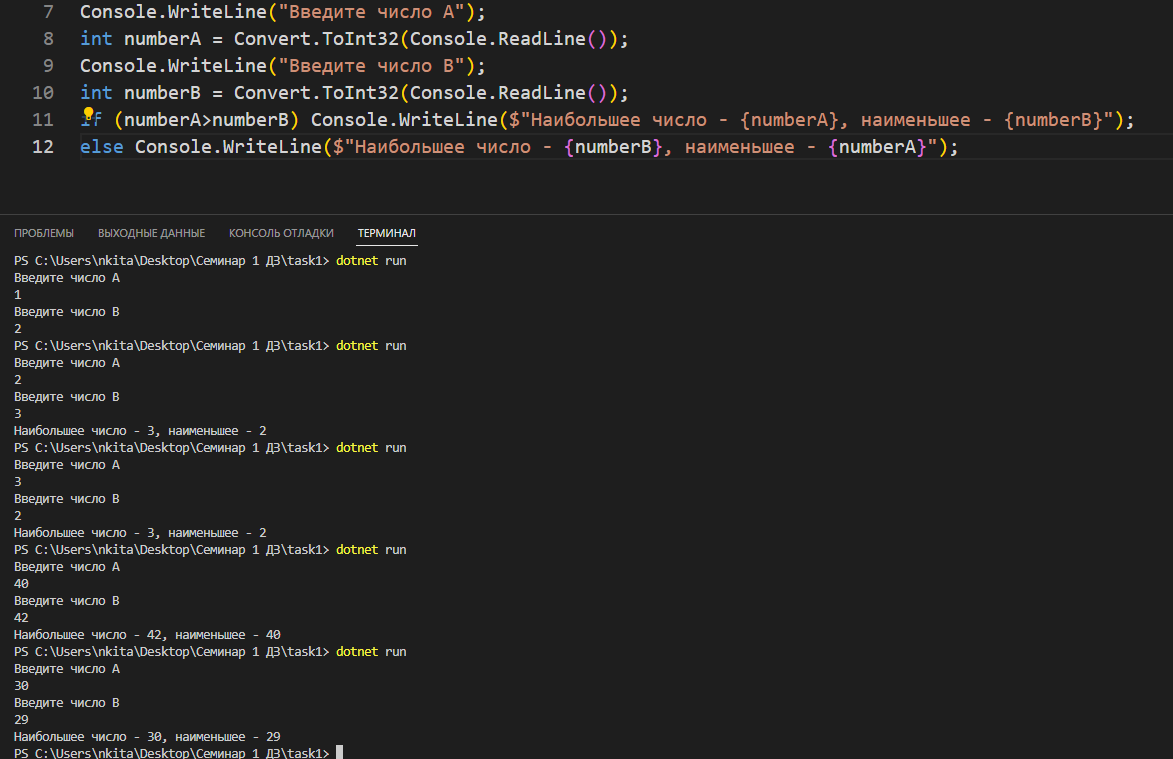 7 Console.WriteLine("Введите число A");
8 int numberA = Convert.ToInt32(Console.ReadLine());
9 Console.WriteLine("Введите число B");
10 int numberB = Convert.ToInt32(Console.ReadLine());
11 if (numberA>numberB) Console.WriteLine($"Наибольшее число - {numberA}, наименьшее - {numberB}");
12 else Console.WriteLine($"Наибольшее число - {numberB}, наименьшее - {numberA}");
ПРОБЛЕМЫ ВЫХОДНЫЕ ДАННЫЕ КОНСОЛЬ ОТЛАДКИ ТЕРМИНАЛ
PS C:\Users\nkita\Desktop\Семинар 1 ДЗ\task1> dotnet run
Введите число A
1
Введите число B
2
PS C:\Users\nkita\Desktop\Семинар 1 ДЗ\task1> dotnet run
Введите число A
2
Введите число B
3
Наибольшее число - 3, наименьшее - 2
PS C:\Users\nkita\Desktop\Семинар 1 ДЗ\task1> dotnet run
Введите число A
3
Введите число B
2
Наибольшее число - 3, наименьшее - 2
PS C:\Users\nkita\Desktop\Семинар 1 ДЗ\task1> dotnet run
Введите число A
40
Введите число B
42
Наибольшее число - 42, наименьшее - 40
PS C:\Users\nkita\Desktop\Семинар 1 ДЗ\task1> dotnet run
Введите число A
30
Введите число B
29
Наибольшее число - 30, наименьшее - 29
PS C:\Users\nkita\Desktop\Семинар 1 ДЗ\task1>